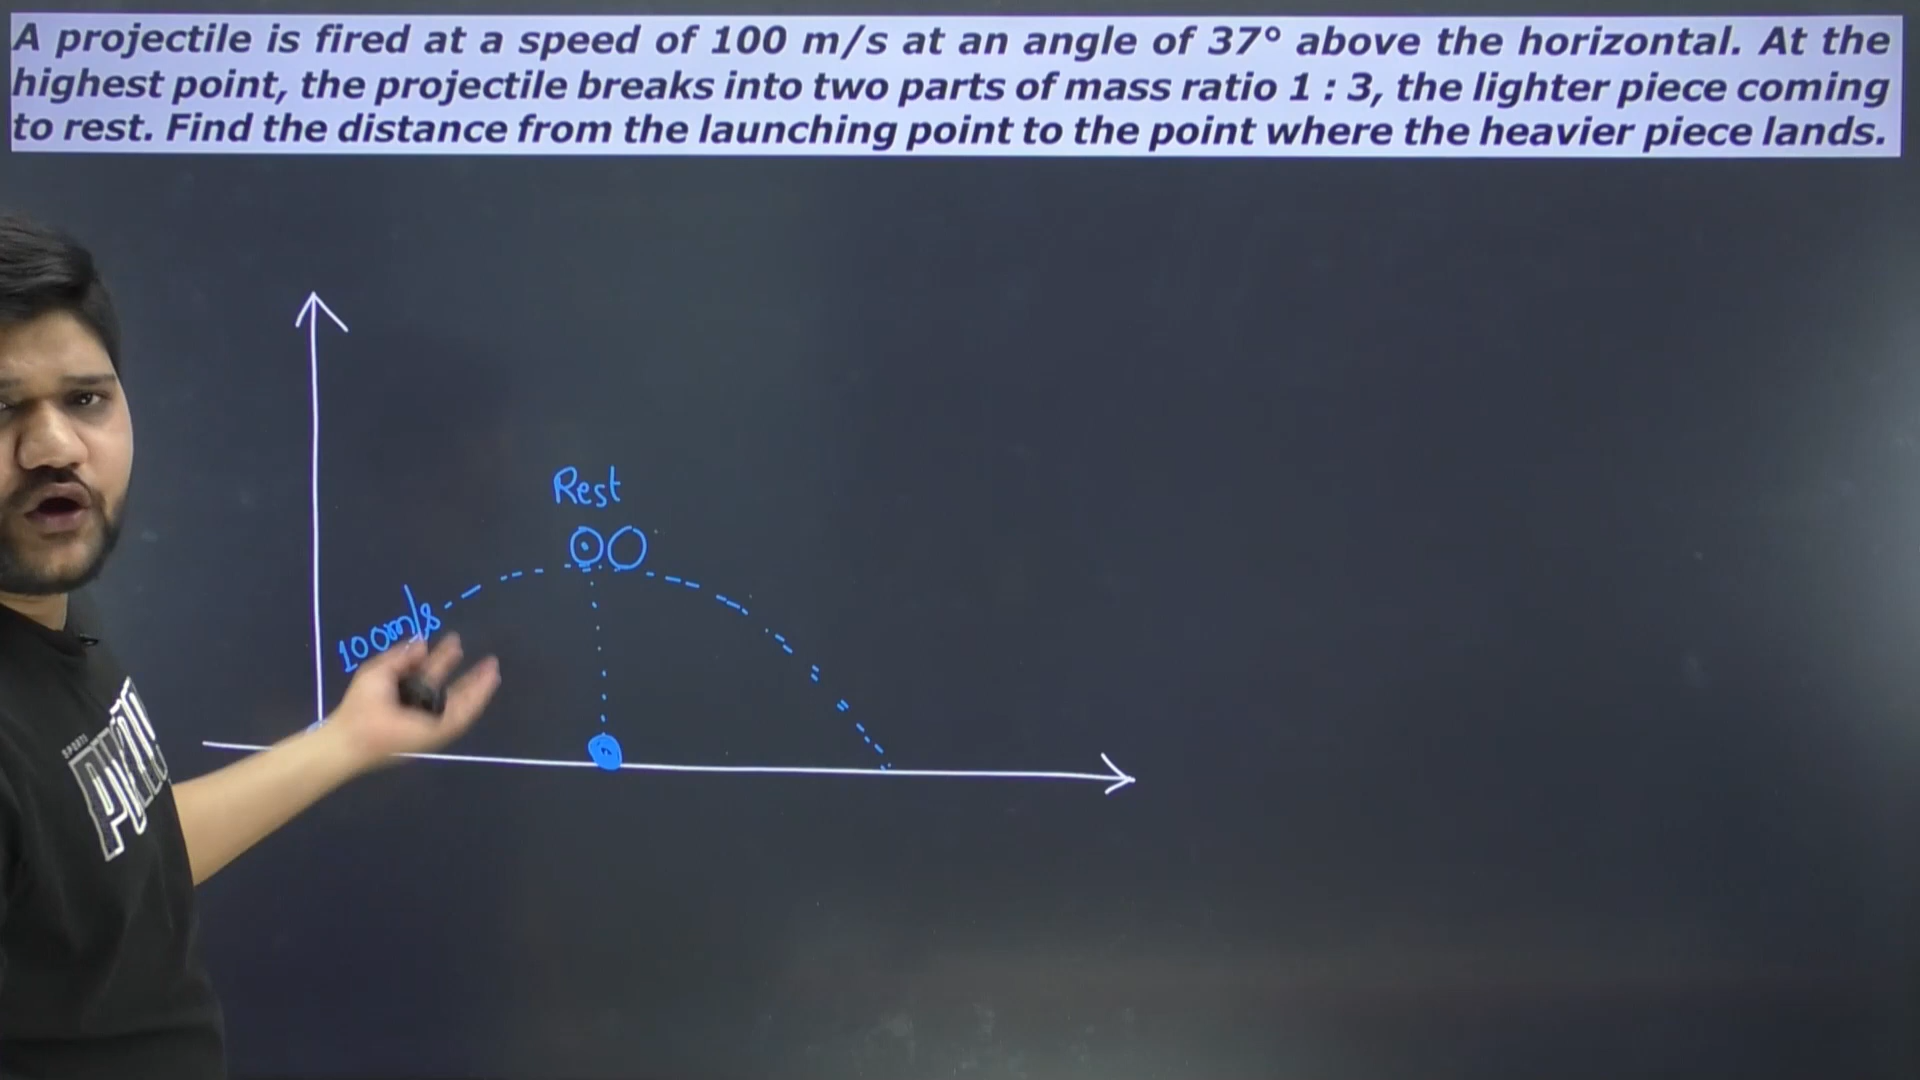 A projectile is fired at a speed of 100 m/s at an angle of 37° above the horizontal. At the
highest point, the projectile breaks into two parts of mass ratio 1 : 3, the lighter piece coming
to rest. Find the distance from the launching point to the point where the heavier piece lands.
Rest
100m/s
SPORTS